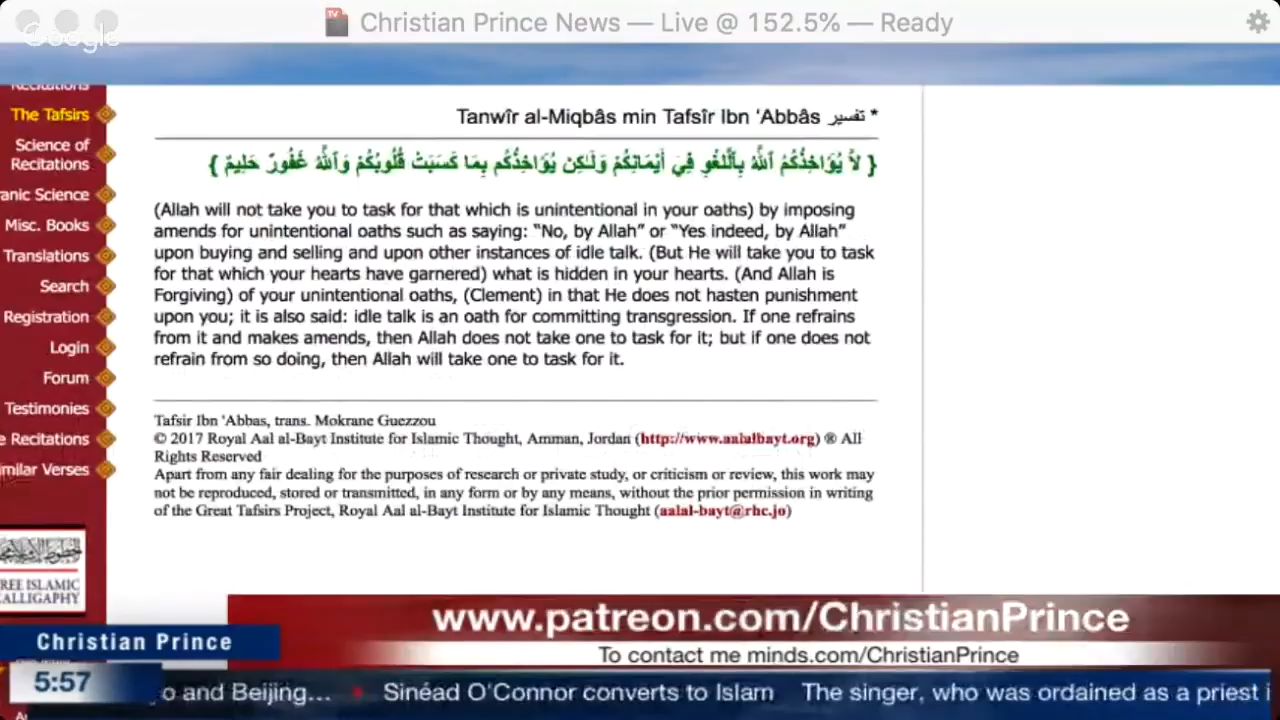 Christian Prince News — Live @ 152.5% — Ready
Google
Recitations
The Tafsirs
Science of
Recitations
anic Science
Misc. Books
Translations
Search
Registration
Login
Forum
Testimonies
e Recitations
imilar Verses
REE ISLAMIC
ALLIGAPHY
Tanwîr al-Miqbâs min Tafsîr Ibn 'Abbâs تفسير *
{ لاَّ يُؤَاخِذُكُمُ ٱللَّهُ بِٱللَّغْوِ فِيۤ أَيْمَانِكُمْ وَلَـٰكِن يُؤَاخِذُكُم بِمَا كَسَبَتْ قُلُوبُكُمْ وَٱللَّهُ غَفُورٌ حَلِيمٌ }
(Allah will not take you to task for that which is unintentional in your oaths) by imposing
amends for unintentional oaths such as saying: “No, by Allah” or “Yes indeed, by Allah”
upon buying and selling and upon other instances of idle talk. (But He will take you to task
for that which your hearts have garnered) what is hidden in your hearts. (And Allah is
Forgiving) of your unintentional oaths, (Clement) in that He does not hasten punishment
upon you; it is also said: idle talk is an oath for committing transgression. If one refrains
from it and makes amends, then Allah does not take one to task for it; but if one does not
refrain from so doing, then Allah will take one to task for it.
Tafsir Ibn 'Abbas, trans. Mokrane Guezzou
© 2017 Royal Aal al-Bayt Institute for Islamic Thought, Amman, Jordan (http://www.aalalbayt.org) ® All
Rights Reserved
Apart from any fair dealing for the purposes of research or private study, or criticism or review, this work may
not be reproduced, stored or transmitted, in any form or by any means, without the prior permission in writing
of the Great Tafsirs Project, Royal Aal al-Bayt Institute for Islamic Thought (aalal-bayt@rhc.jo)
www.patreon.com/ChristianPrince
Christian Prince
To contact me minds.com/ChristianPrince
5:57
o and Beijing... • Sinéad O'Connor converts to Islam The singer, who was ordained as a priest i